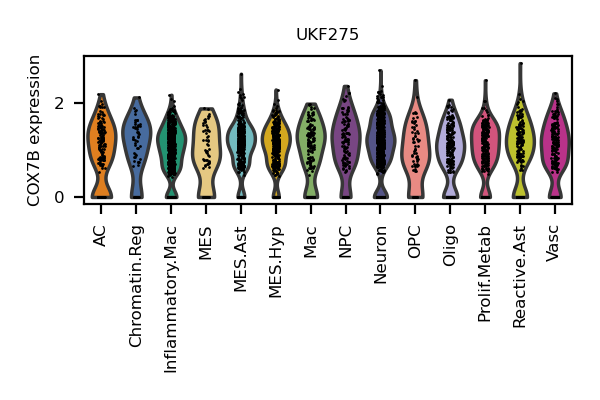 UKF275
COX7B expression
2
0
AC
Chromatin.Reg
Inflammatory.Mac
MES
MES.Ast
MES.Hyp
Mac
NPC
Neuron
OPC
Oligo
Prolif.Metab
Reactive.Ast
Vasc